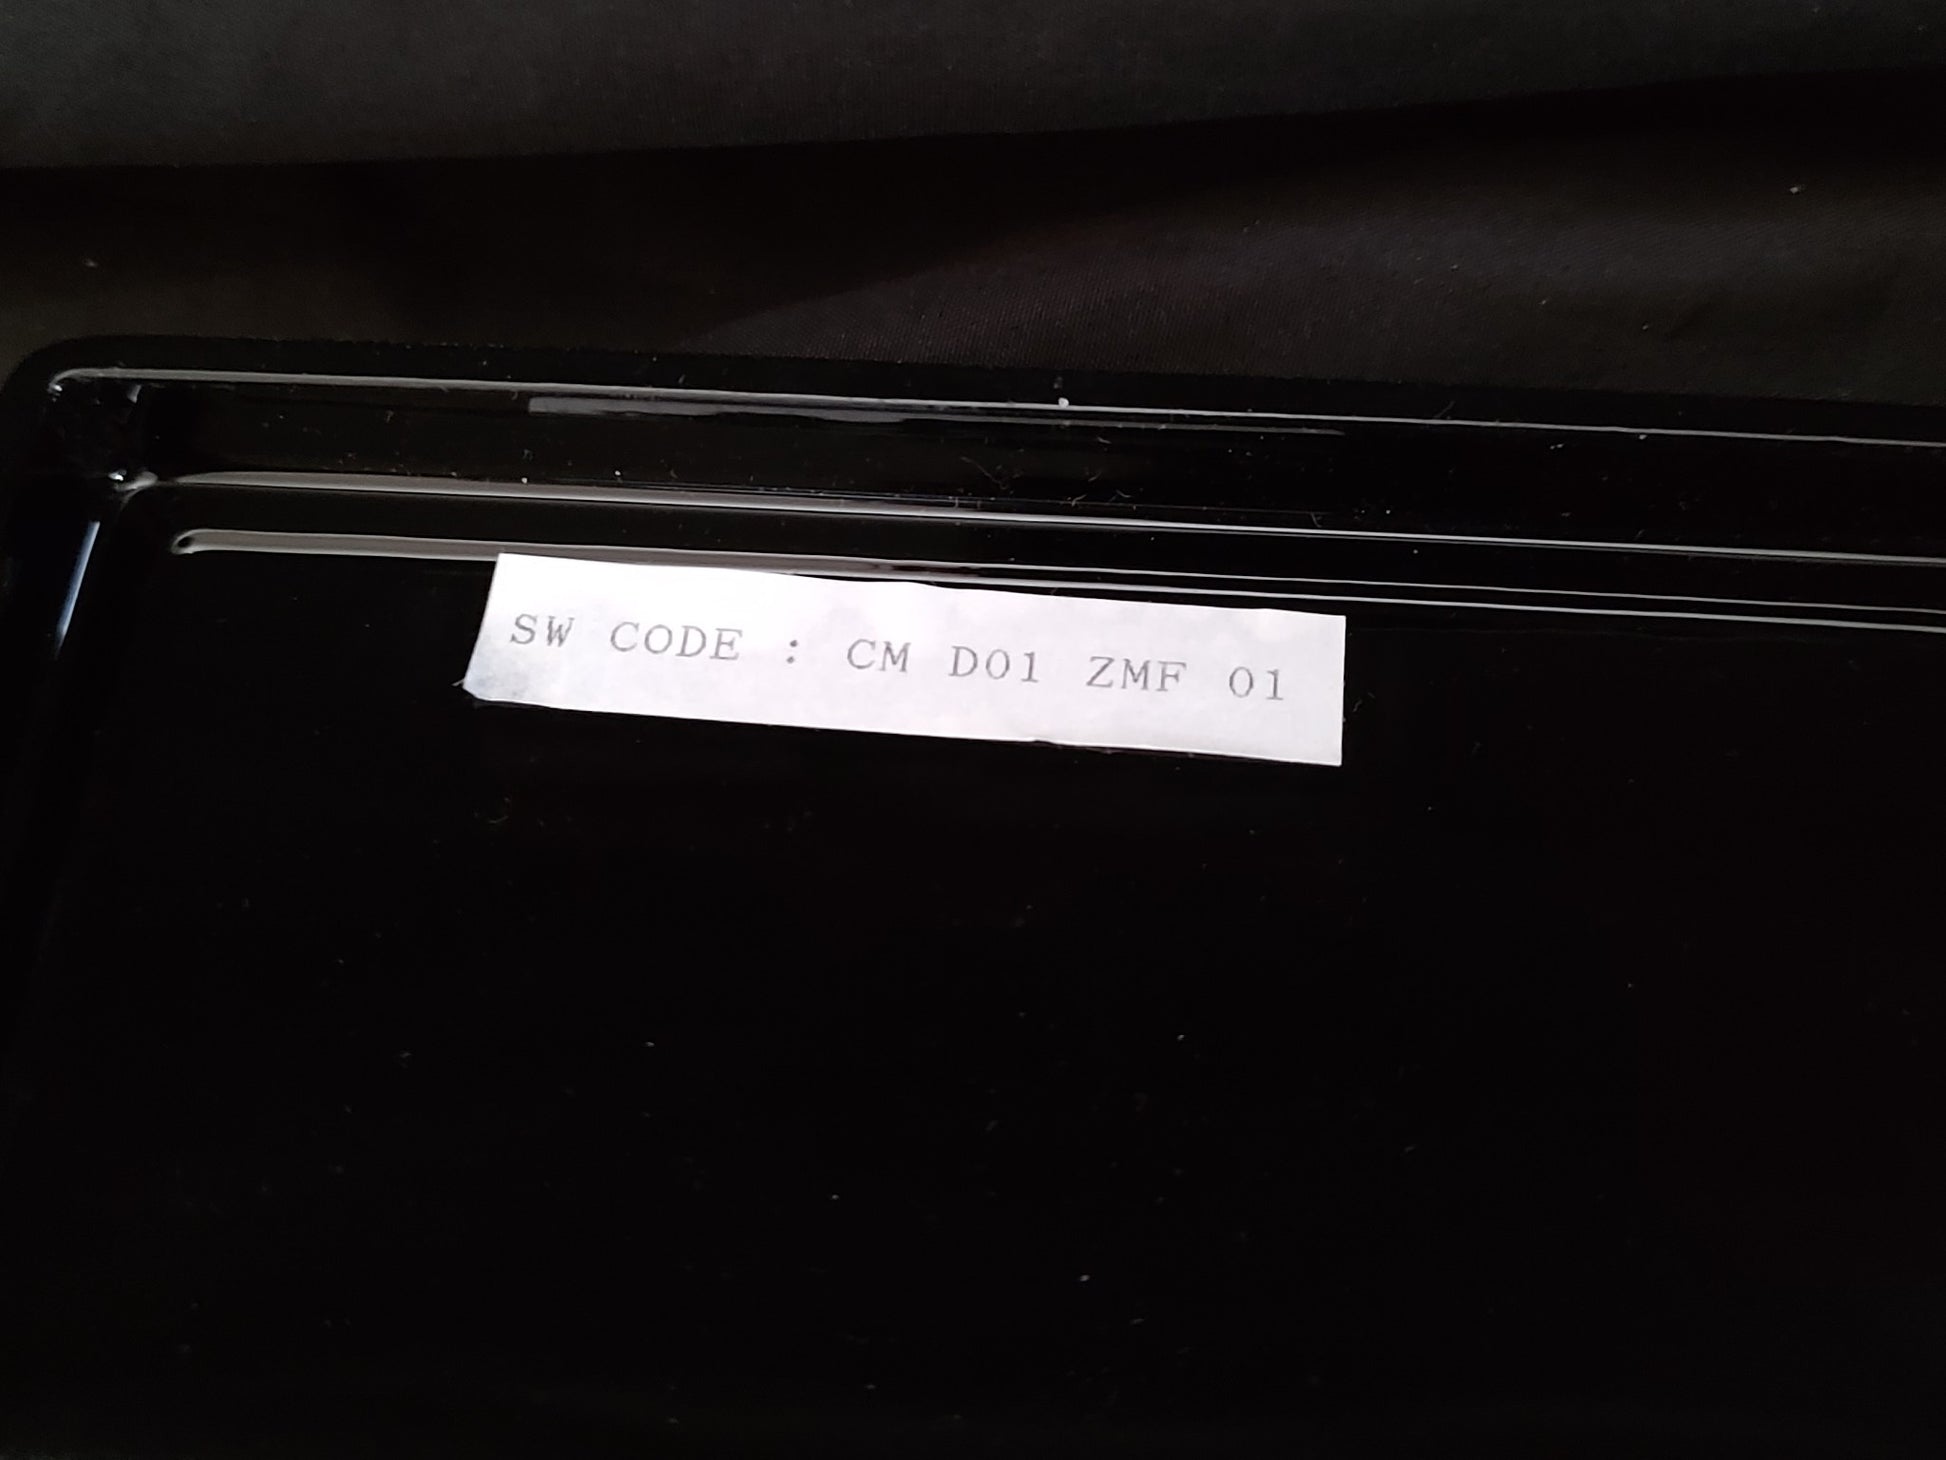 SW CODE : CM D01 ZMF 01